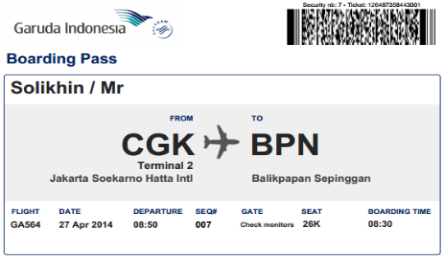 Security nb: 7 - Ticket: 126487358443001
Garuda Indonesia
Boarding Pass
Solikhin / Mr
FROM TO
CGK BPN
Terminal 2
Jakarta Soekarno Hatta Intl Balikpapan Sepinggan
FLIGHT DATE DEPARTURE SEQ# GATE SEAT BOARDING TIME
GA564 27 Apr 2014 08:50 007 Check monitors 26K 08:30